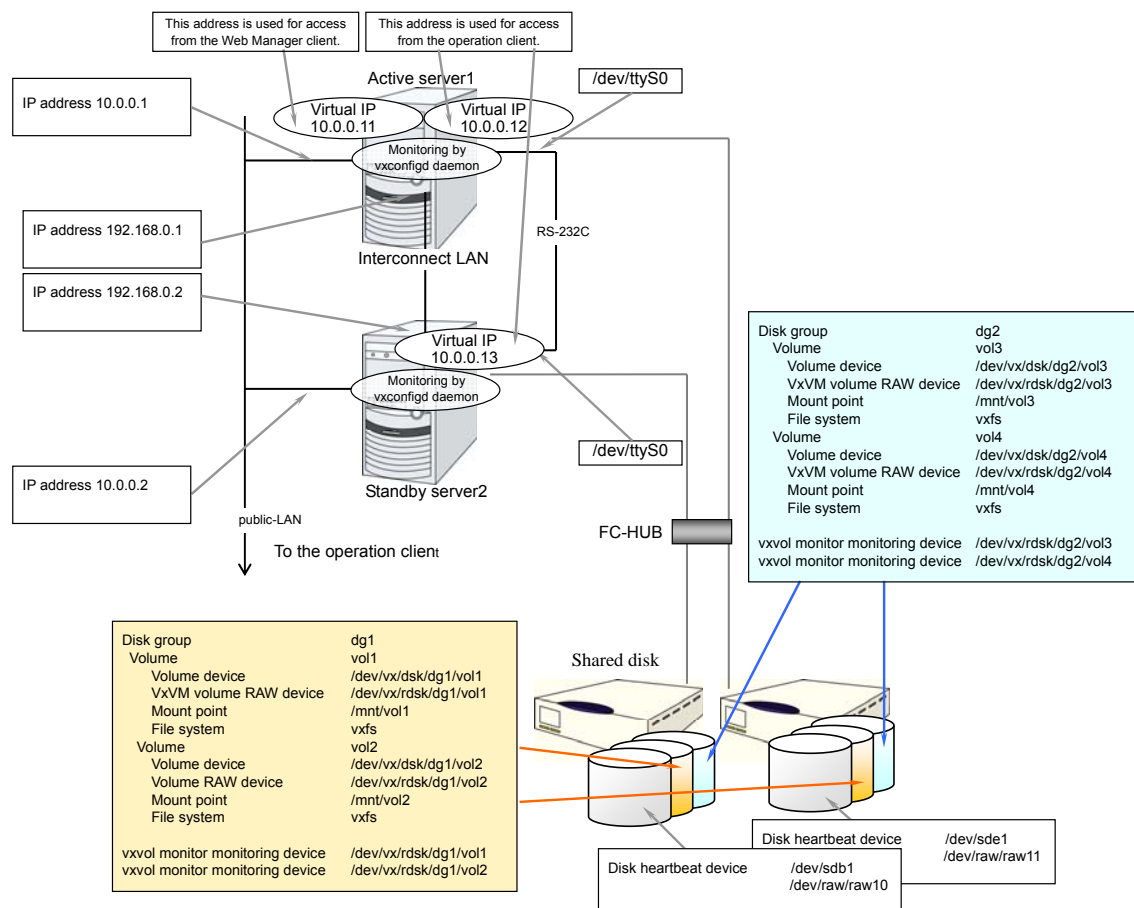 This address is used for access
from the Web Manager client.
This address is used for access
from the operation client.
Active server1
/dev/ttyS0
IP address 10.0.0.1
Virtual IP
10.0.0.11
Virtual IP
10.0.0.12
Monitoring by
vxconfigd daemon
IP address 192.168.0.1
RS-232C
Interconnect LAN
IP address 192.168.0.2
Virtual IP
10.0.0.13
Monitoring by
vxconfigd daemon
/dev/ttyS0
IP address 10.0.0.2
Standby server2
public-LAN
To the operation client
FC-HUB
Disk group dg2
Volume vol3
Volume device /dev/vx/dsk/dg2/vol3
VxVM volume RAW device /dev/vx/rdsk/dg2/vol3
Mount point /mnt/vol3
File system vxfs
Volume vol4
Volume device /dev/vx/dsk/dg2/vol4
VxVM volume RAW device /dev/vx/rdsk/dg2/vol4
Mount point /mnt/vol4
File system vxfs
vxvol monitor monitoring device /dev/vx/rdsk/dg2/vol3
vxvol monitor monitoring device /dev/vx/rdsk/dg2/vol4
Disk group dg1
Volume vol1
Volume device /dev/vx/dsk/dg1/vol1
VxVM volume RAW device /dev/vx/rdsk/dg1/vol1
Mount point /mnt/vol1
File system vxfs
Volume vol2
Volume device /dev/vx/dsk/dg1/vol2
Volume RAW device /dev/vx/rdsk/dg1/vol2
Mount point /mnt/vol2
File system vxfs
vxvol monitor monitoring device /dev/vx/rdsk/dg1/vol1
vxvol monitor monitoring device /dev/vx/rdsk/dg1/vol2
Shared disk
Disk heartbeat device /dev/sde1
/dev/raw/raw11
Disk heartbeat device /dev/sdb1
/dev/raw/raw10